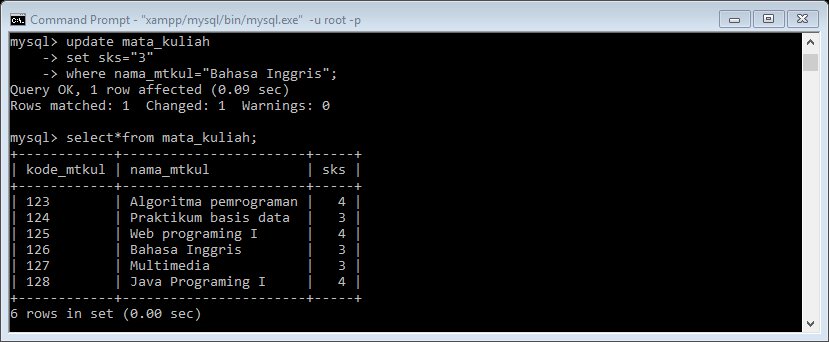 Command Prompt - "xampp/mysql/bin/mysql.exe" -u root -p
mysql> update mata_kuliah
    -> set sks="3"
    -> where nama_mtkul="Bahasa Inggris";
Query OK, 1 row affected (0.09 sec)
Rows matched: 1  Changed: 1  Warnings: 0

mysql> select*from mata_kuliah;
+------------+-----------------------+-----+
| kode_mtkul | nama_mtkul            | sks |
+------------+-----------------------+-----+
| 123        | Algoritma pemrograman |   4 |
| 124        | Praktikum basis data  |   3 |
| 125        | Web programing I      |   4 |
| 126        | Bahasa Inggris        |   3 |
| 127        | Multimedia            |   3 |
| 128        | Java Programing I     |   4 |
+------------+-----------------------+-----+
6 rows in set (0.00 sec)